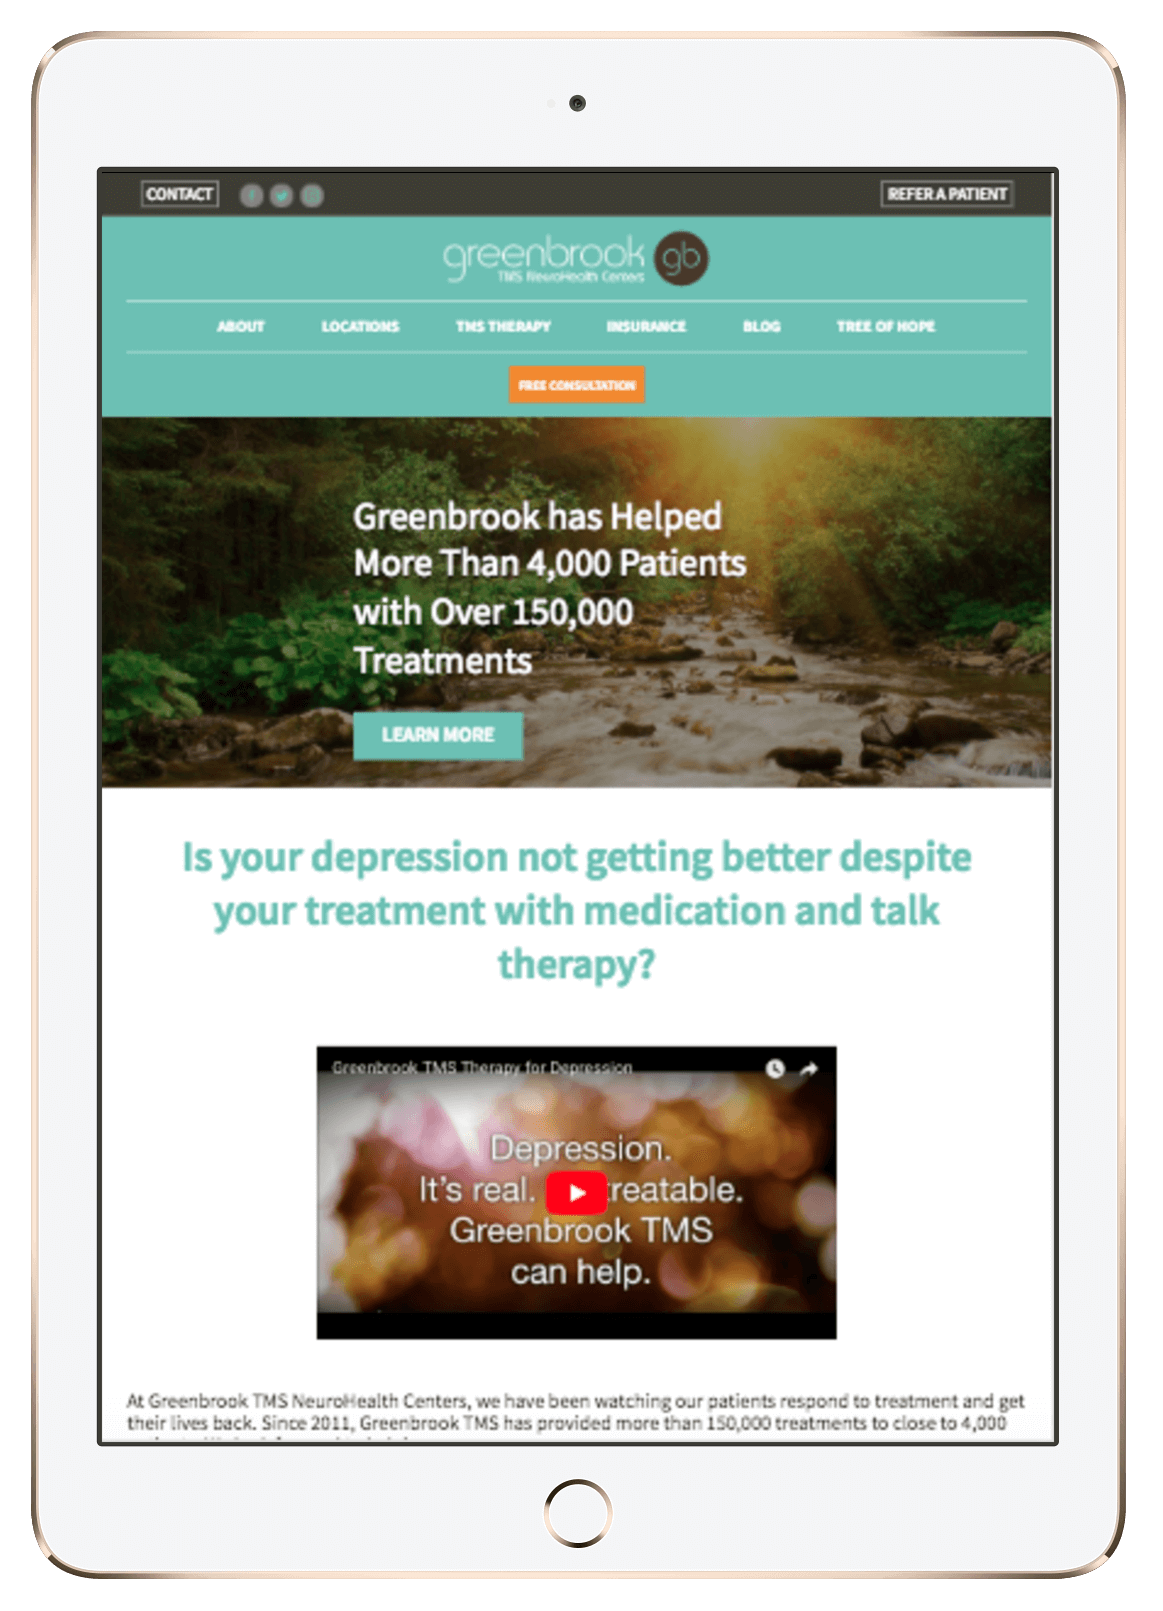 CONTACT
REFER A PATIENT
greenbrook gb
TMS NeuroHealth Centers
ABOUT LOCATIONS TMS THERAPY INSURANCE BLOG TREE OF HOPE
FREE CONSULTATION
Greenbrook has Helped
More Than 4,000 Patients
with Over 150,000
Treatments
LEARN MORE
Is your depression not getting better despite
your treatment with medication and talk
therapy?
Greenbrook TMS Therapy for Depression
Depression.
It's real. treatable.
Greenbrook TMS
can help.
At Greenbrook TMS NeuroHealth Centers, we have been watching our patients respond to treatment and get
their lives back. Since 2011, Greenbrook TMS has provided more than 150,000 treatments to close to 4,000